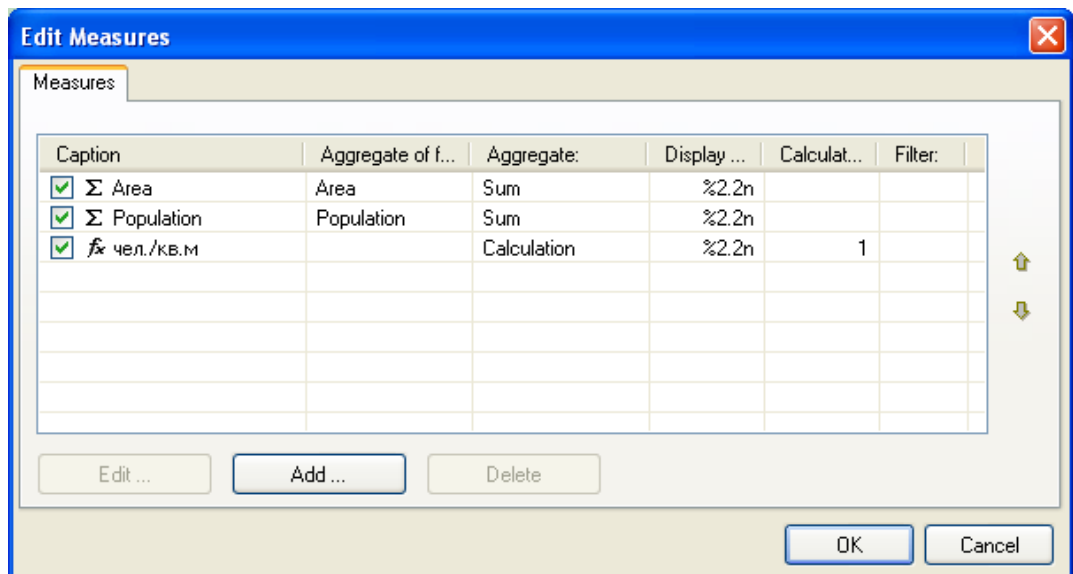 Edit Measures
Measures
Caption Aggregate of f... Aggregate: Display ... Calculat... Filter:
Σ Area Area Sum %2.2n
Σ Population Population Sum %2.2n
fx чел./кв.м Calculation %2.2n 1
Edit ... Add ... Delete
OK Cancel